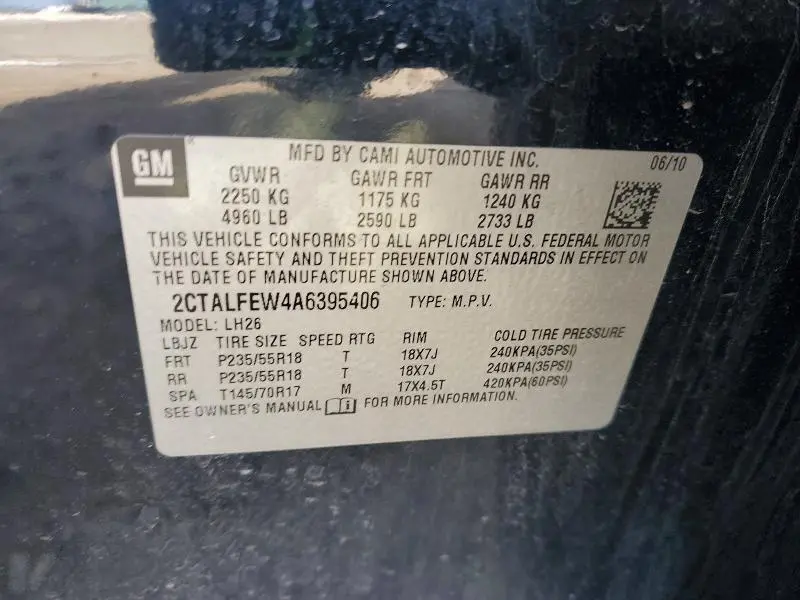 GM
MFD BY CAMI AUTOMOTIVE INC. 06/10
GVWR GAWR FRT GAWR RR
2250 KG 1175 KG 1240 KG
4960 LB 2590 LB 2733 LB
THIS VEHICLE CONFORMS TO ALL APPLICABLE U.S. FEDERAL MOTOR
VEHICLE SAFETY AND THEFT PREVENTION STANDARDS IN EFFECT ON
THE DATE OF MANUFACTURE SHOWN ABOVE.
2CTALFEW4A6395406 TYPE: M.P.V.
MODEL: LH26
LBJZ TIRE SIZE SPEED RTG RIM COLD TIRE PRESSURE
FRT P235/55R18 T 18X7J 240KPA(35PSI)
RR P235/55R18 T 18X7J 240KPA(35PSI)
SPA T145/70R17 M 17X4.5T 420KPA(60PSI)
SEE OWNER'S MANUAL i FOR MORE INFORMATION.